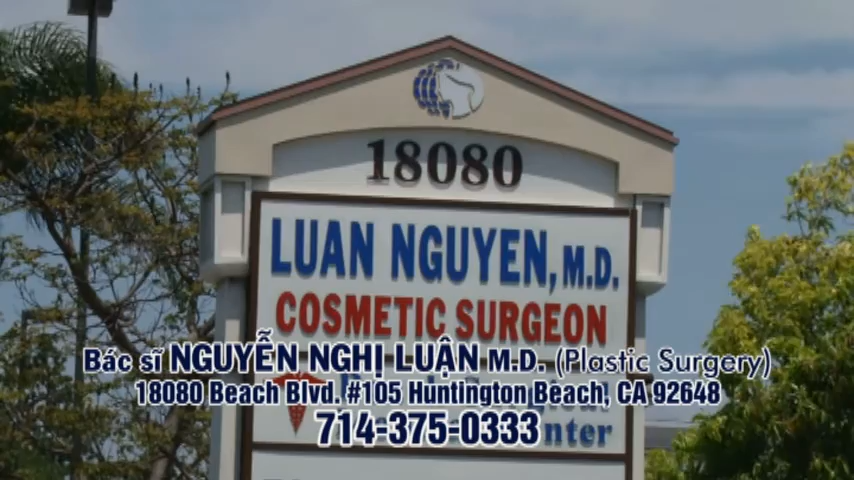 18080
LUAN NGUYEN, M.D.
COSMETIC SURGEON
Bác sĩ NGUYỄN NGHỊ LUẬN M.D. (Plastic Surgery)
18080 Beach Blvd. #105 Huntington Beach, CA 92648
714-375-0333